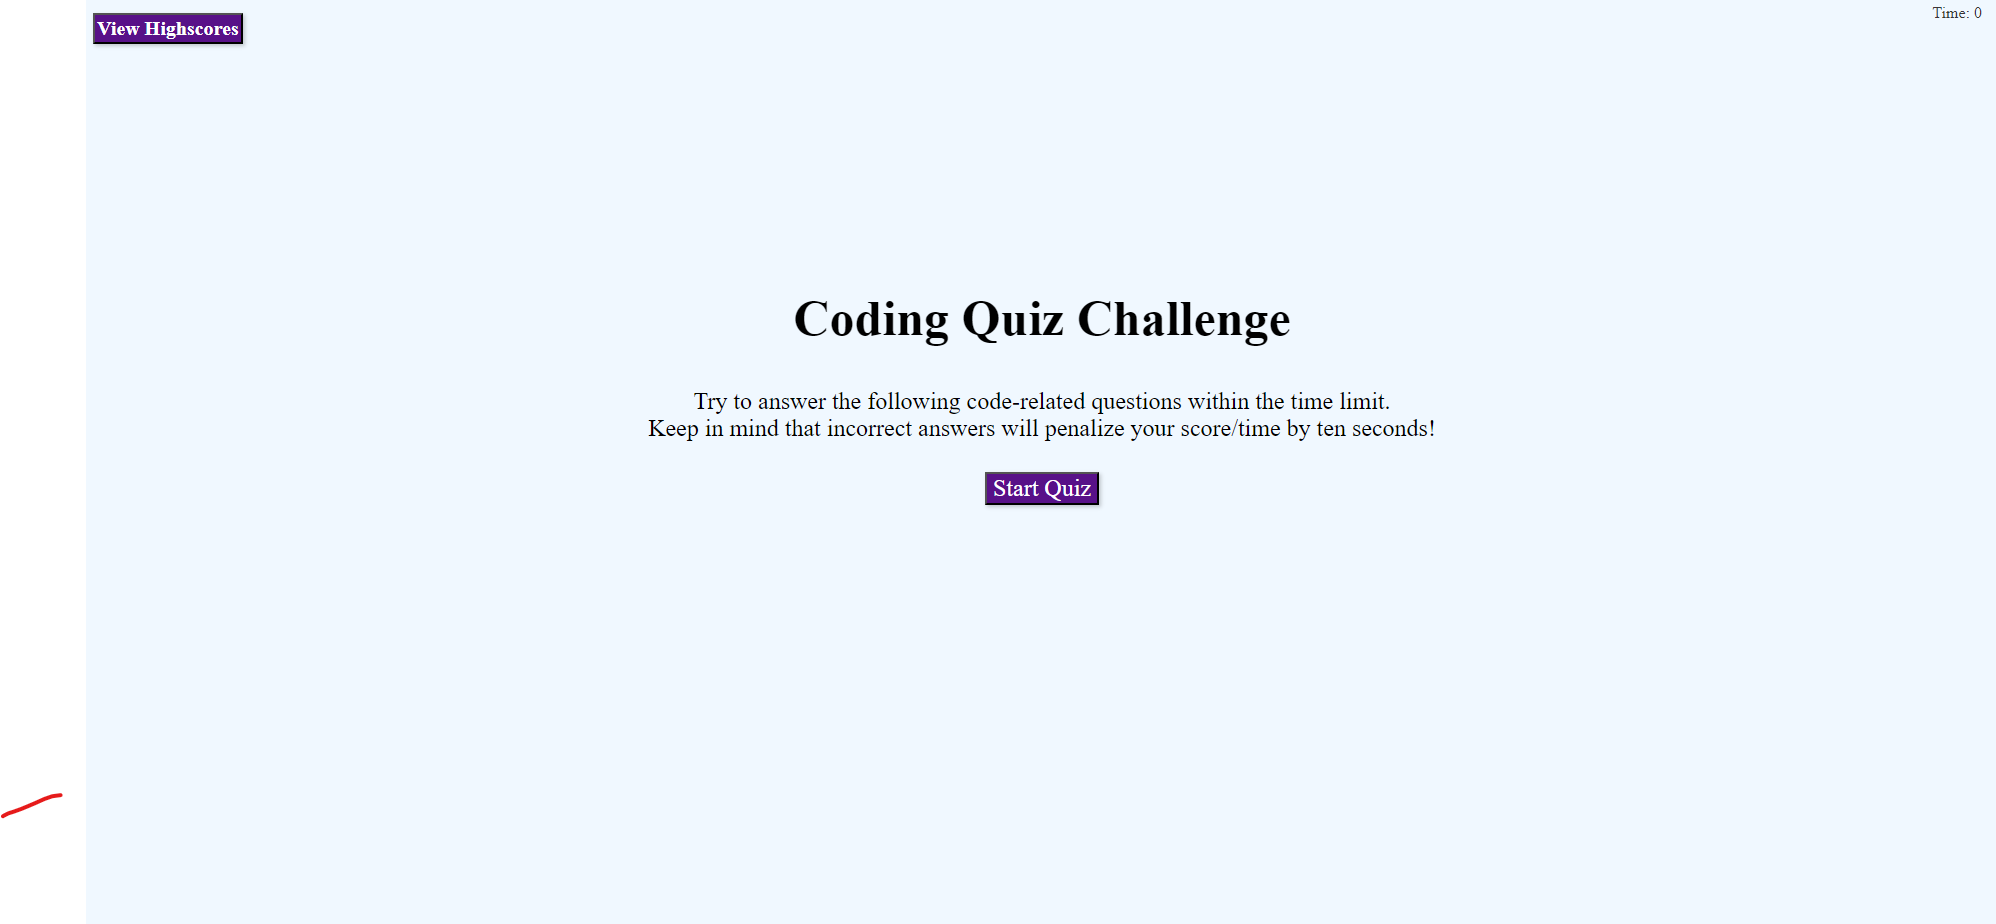 View Highscores
Time: 0
Coding Quiz Challenge
Try to answer the following code-related questions within the time limit.
Keep in mind that incorrect answers will penalize your score/time by ten seconds!
Start Quiz